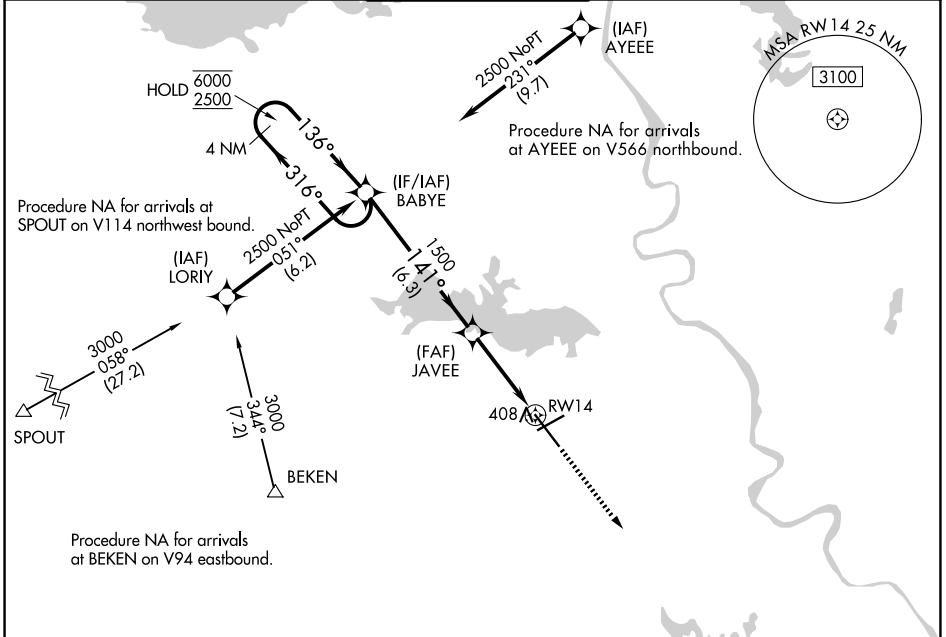 (IAF)
AYEEE
2500 NoPT
231°
(9.7)
MSA RW14 25 NM
3100
HOLD
6000
2500
4 NM
136°
316°
Procedure NA for arrivals
at AYEEE on V566 northbound.
(IF/IAF)
BABYE
Procedure NA for arrivals at
SPOUT on V114 northwest bound.
(IAF)
LORIY
2500 NoPT
051°
(6.2)
1500
141°
(6.3)
3000
058°
(27.2)
SPOUT
3000
344°
(7.2)
BEKEN
(FAF)
JAVEE
408
RW14
Procedure NA for arrivals
at BEKEN on V94 eastbound.